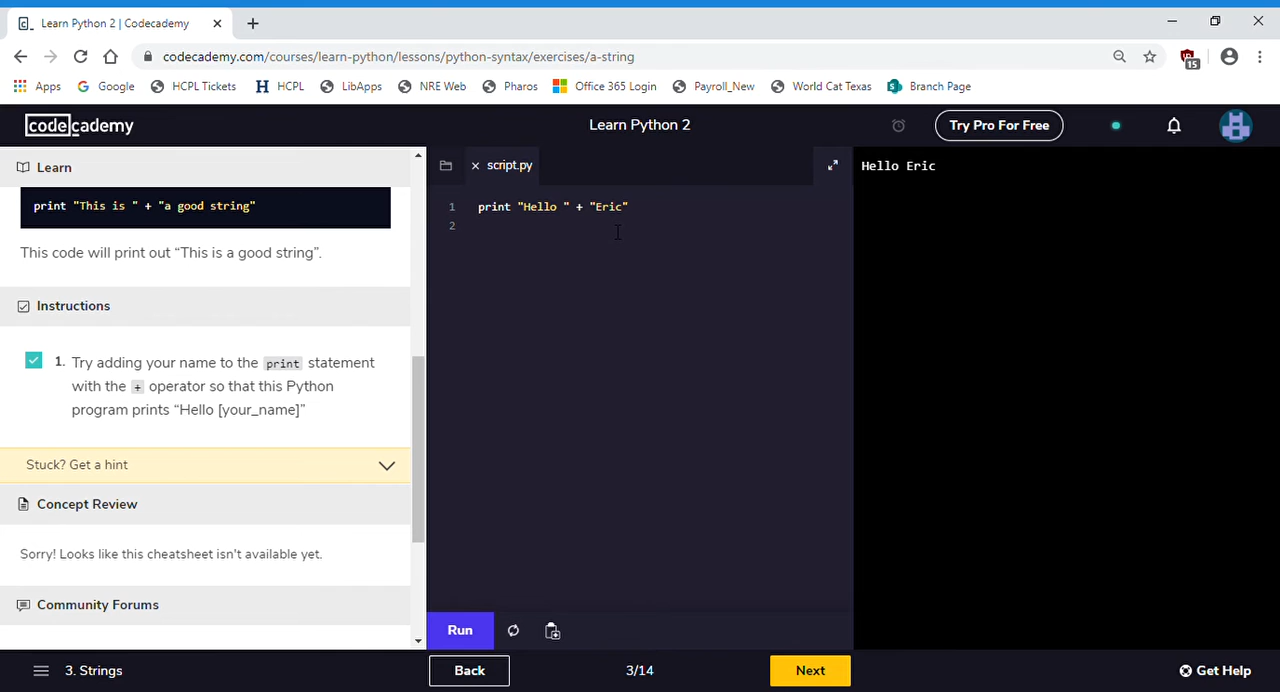 Learn Python 2 | Codecademy
codecademy.com/courses/learn-python/lessons/python-syntax/exercises/a-string
15
Apps Google HCPL Tickets HCPL LibApps NRE Web Pharos Office 365 Login Payroll_New World Cat Texas Branch Page
codecademy Learn Python 2 Try Pro For Free
Learn
print "This is " + "a good string"
This code will print out “This is a good string”.
Instructions
1. Try adding your name to the print statement
with the + operator so that this Python
program prints “Hello [your_name]”
Stuck? Get a hint
Concept Review
Sorry! Looks like this cheatsheet isn't available yet.
Community Forums
script.py
1 print "Hello " + "Eric"
2
Run
Hello Eric
3. Strings Back 3/14 Next Get Help